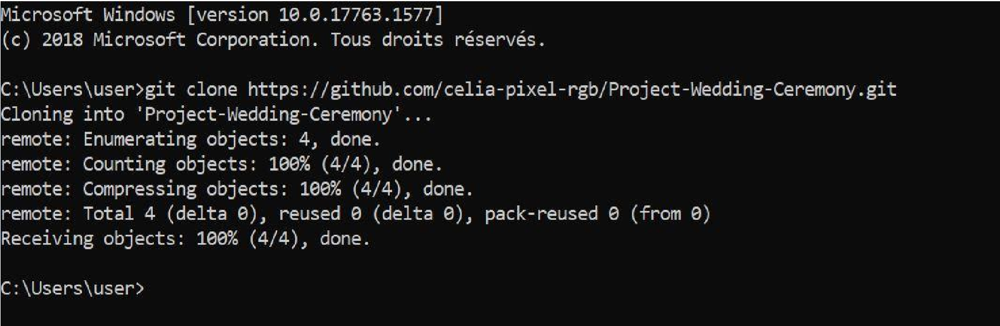 Microsoft Windows [version 10.0.17763.1577]
(c) 2018 Microsoft Corporation. Tous droits réservés.
C:\Users\user>git clone https://github.com/celia-pixel-rgb/Project-Wedding-Ceremony.git
Cloning into 'Project-Wedding-Ceremony'...
remote: Enumerating objects: 4, done.
remote: Counting objects: 100% (4/4), done.
remote: Compressing objects: 100% (4/4), done.
remote: Total 4 (delta 0), reused 0 (delta 0), pack-reused 0 (from 0)
Receiving objects: 100% (4/4), done.
C:\Users\user>